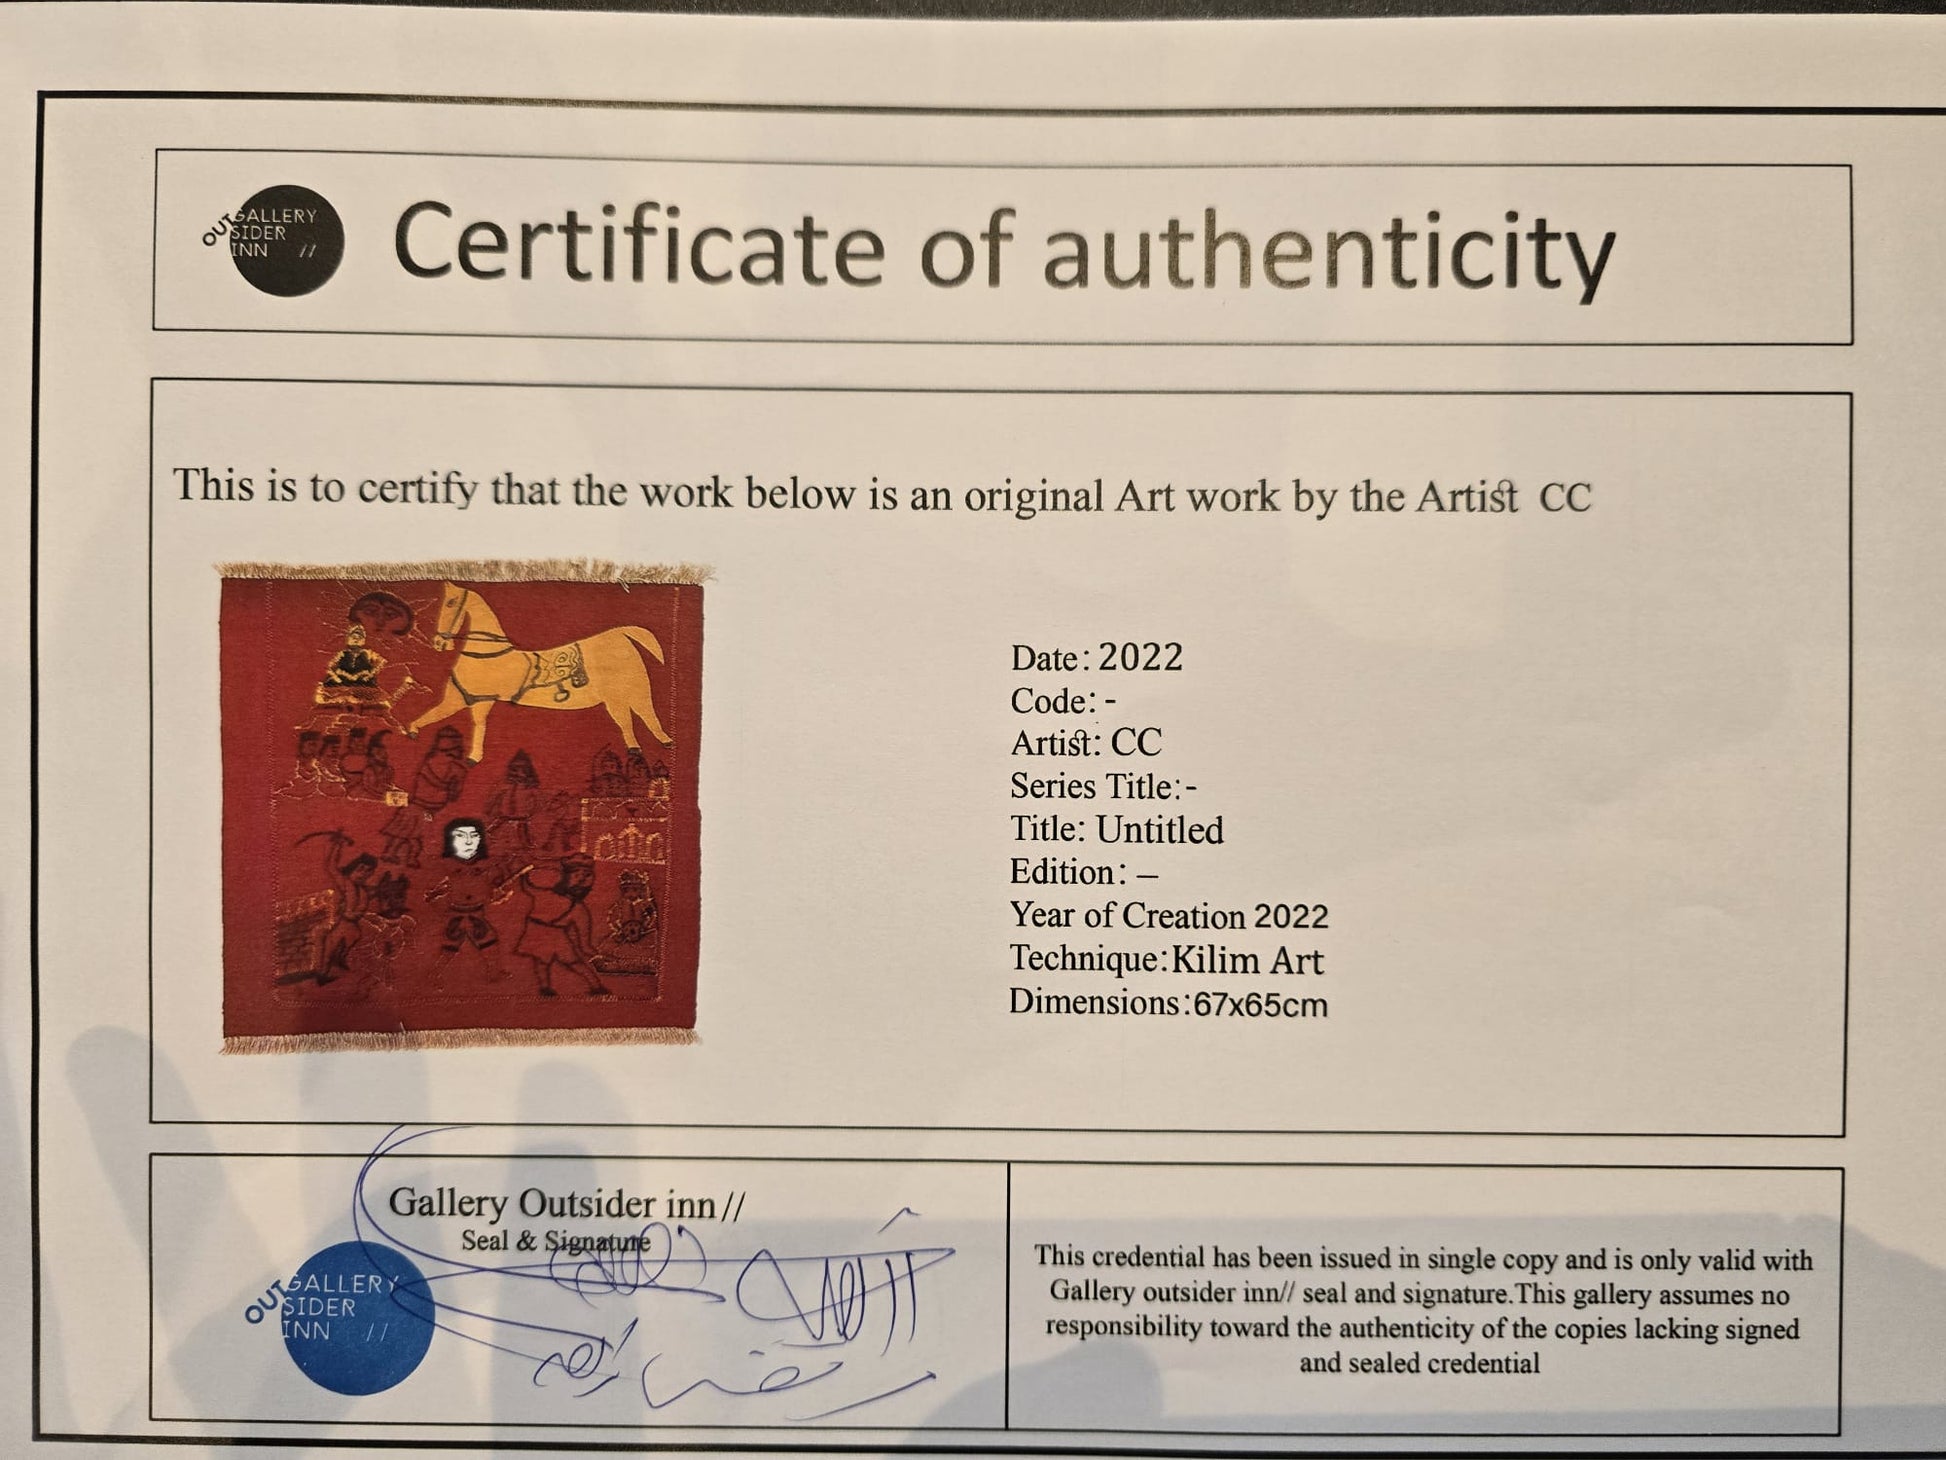 OUT GALLERY
SIDER
INN //
Certificate of authenticity
This is to certify that the work below is an original Art work by the Artist CC
Date: 2022
Code: -
Artist: CC
Series Title:-
Title: Untitled
Edition: –
Year of Creation 2022
Technique:Kilim Art
Dimensions:67x65cm
Gallery Outsider inn//
Seal & Signature
OUT GALLERY
SIDER
INN //
This credential has been issued in single copy and is only valid with
Gallery outsider inn// seal and signature.This gallery assumes no
responsibility toward the authenticity of the copies lacking signed
and sealed credential